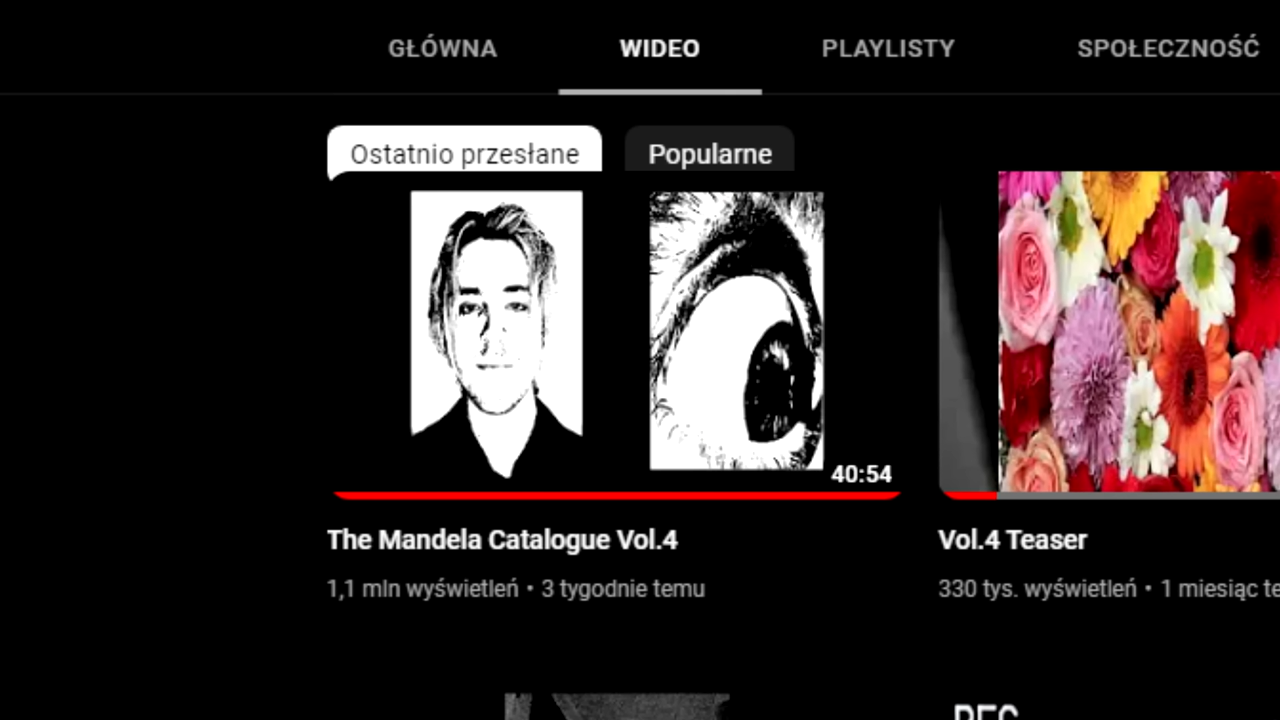 GŁÓWNA WIDEO PLAYLISTY SPOŁECZNOŚĆ
Ostatnio przesłane Popularne
40:54
The Mandela Catalogue Vol.4 Vol.4 Teaser
1,1 mln wyświetleń • 3 tygodnie temu 330 tys. wyświetleń • 1 miesiąc te